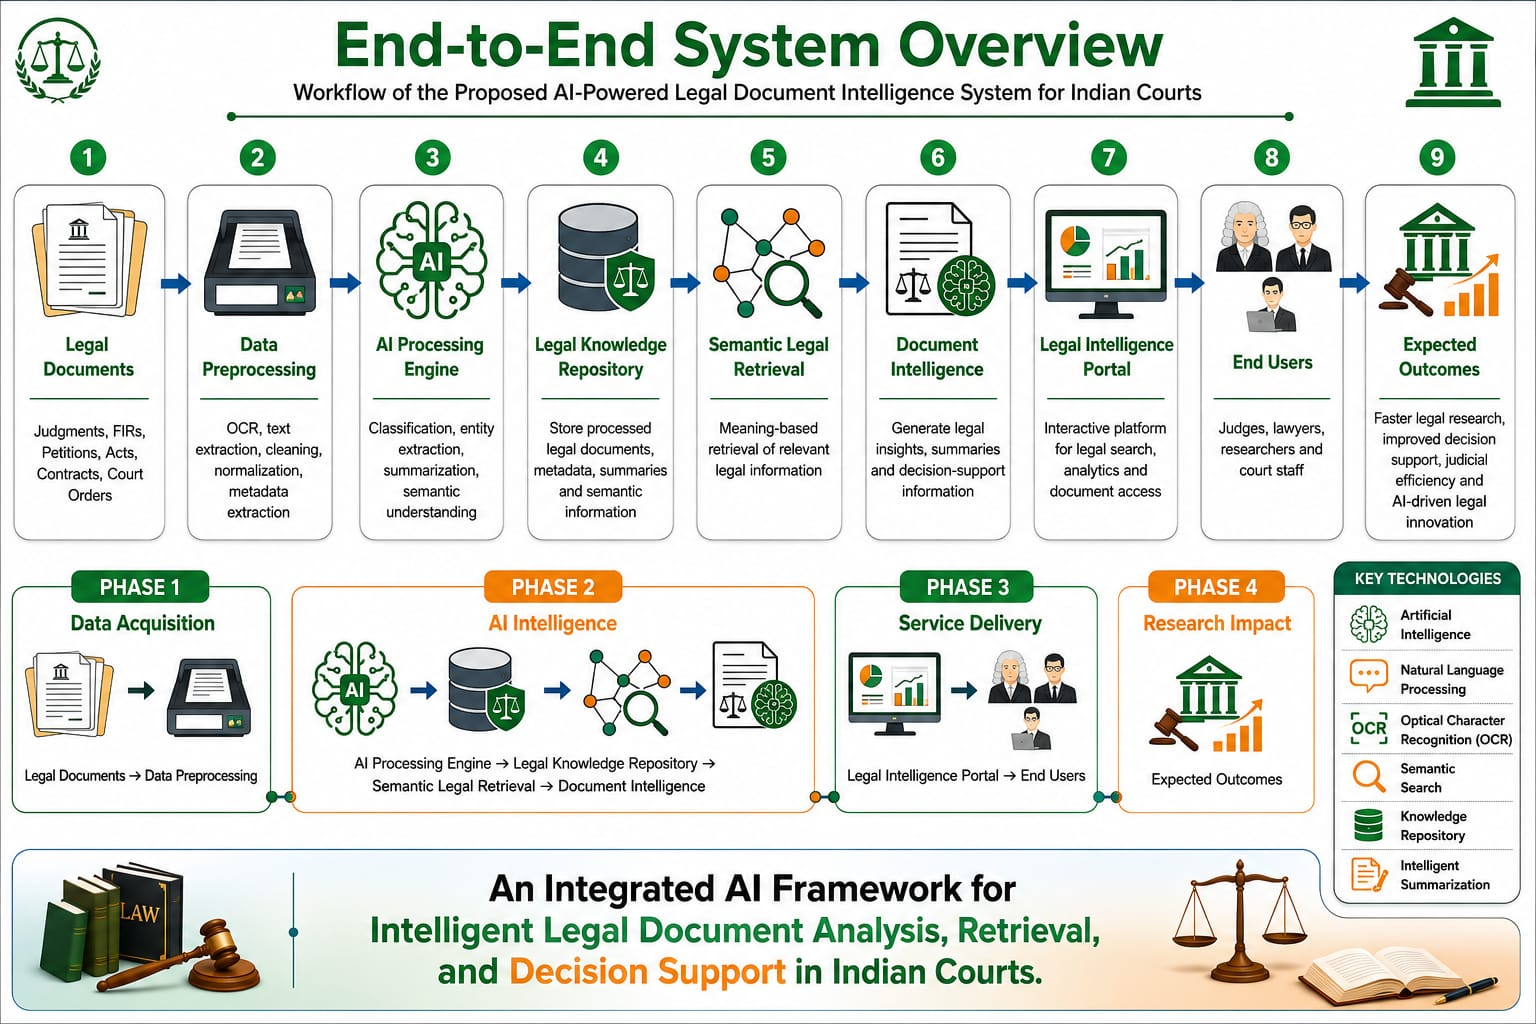 End-to-End System Overview
Workflow of the Proposed AI-Powered Legal Document Intelligence System for Indian Courts
1
Legal
Documents
Judgments, FIRs,
Petitions, Acts,
Contracts, Court
Orders
2
Data
Preprocessing
OCR, text
extraction, cleaning,
normalization,
metadata
extraction
3
AI
AI Processing
Engine
Classification, entity
extraction,
summarization,
semantic
understanding
4
Legal Knowledge
Repository
Store processed
legal documents,
metadata, summaries
and semantic
information
5
Semantic Legal
Retrieval
Meaning-based
retrieval of relevant
legal information
6
Document
Intelligence
Generate legal
insights, summaries
and decision-support
information
7
Legal Intelligence
Portal
Interactive platform
for legal search,
analytics and
document access
8
End Users
Judges, lawyers,
researchers and
court staff
9
Expected
Outcomes
Faster legal research,
improved decision
support, judicial
efficiency and
AI-driven legal
innovation
PHASE 1
Data Acquisition
Legal Documents → Data Preprocessing
PHASE 2
AI Intelligence
AI
AI Processing Engine → Legal Knowledge Repository →
Semantic Legal Retrieval → Document Intelligence
PHASE 3
Service Delivery
Legal Intelligence Portal → End Users
PHASE 4
Research Impact
Expected Outcomes
KEY TECHNOLOGIES
Artificial
Intelligence
Natural Language
Processing
OCR
Optical Character
Recognition (OCR)
Semantic
Search
Knowledge
Repository
Intelligent
Summarization
LAW
An Integrated AI Framework for
Intelligent Legal Document Analysis, Retrieval,
and Decision Support in Indian Courts.